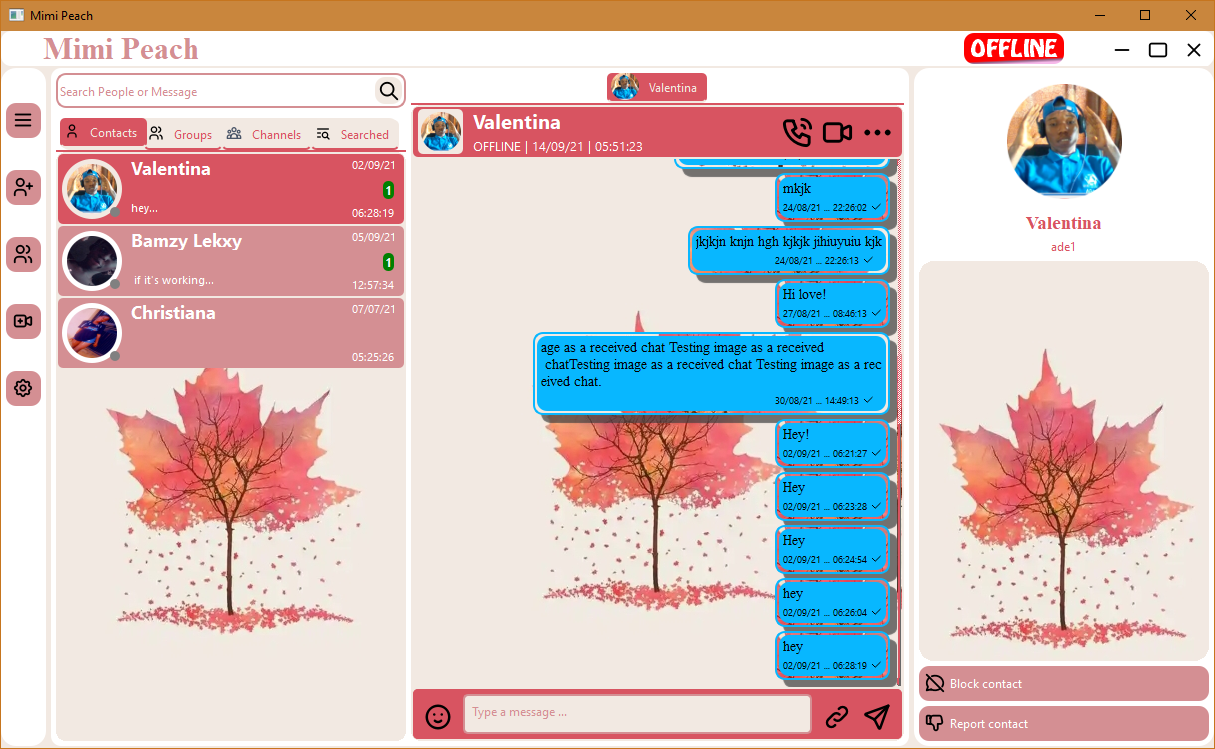 Mimi Peach
Mimi Peach
OFFLINE
Search People or Message
Contacts
Groups
Channels
Searched
Valentina
02/09/21
1
hey...
06:28:19
Bamzy Lekxy
05/09/21
1
if it's working...
12:57:34
Christiana
07/07/21
05:25:26
Valentina
Valentina
OFFLINE | 14/09/21 | 05:51:23
mkjk
24/08/21 ... 22:26:02
jkjkjn knjn hgh kjkjk jihiuyuiu kjk
24/08/21 ... 22:26:13
Hi love!
27/08/21 ... 08:46:13
age as a received chat Testing image as a received
chatTesting image as a received chat Testing image as a rec
eived chat.
30/08/21 ... 14:49:13
Hey!
02/09/21 ... 06:21:27
Hey
02/09/21 ... 06:23:28
Hey
02/09/21 ... 06:24:54
hey
02/09/21 ... 06:26:04
hey
02/09/21 ... 06:28:19
Type a message ...
Valentina
ade1
Block contact
Report contact